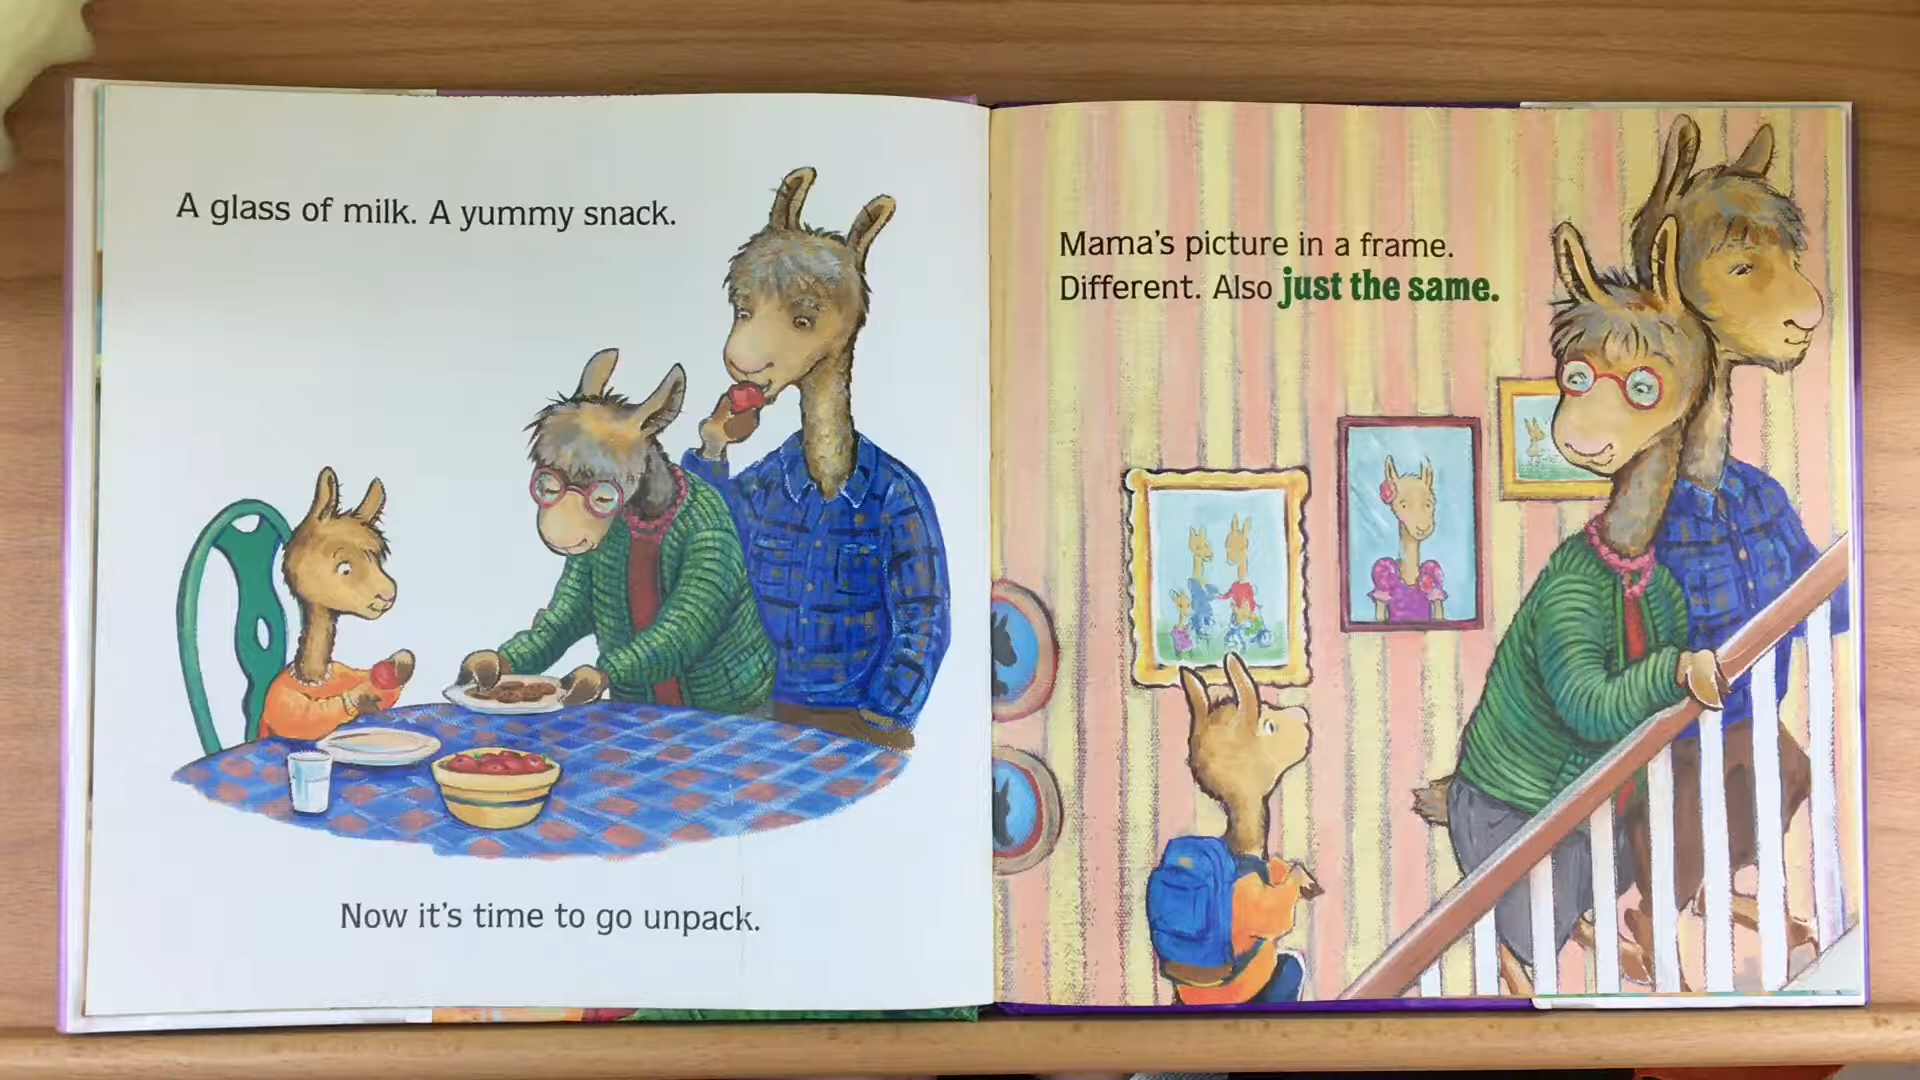 A glass of milk. A yummy snack.
Now it's time to go unpack.
Mama's picture in a frame.
Different. Also just the same.